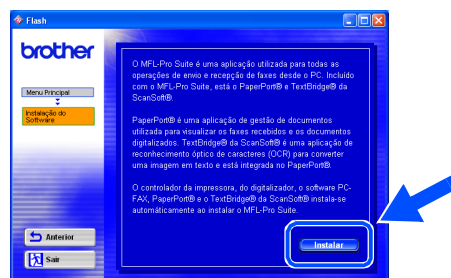 Flash
brother
Menu Principal
Instalação do
Software
O MFL-Pro Suite é uma aplicação utilizada para todas as
operações de envio e recepção de faxes desde o PC. Incluído
com o MFL-Pro Suite, está o PaperPort® e TextBridge® da
ScanSoft®.
PaperPort® é uma aplicação de gestão de documentos
utilizada para visualizar os faxes recebidos e os documentos
digitalizados. TextBridge® da ScanSoft® é uma aplicação de
reconhecimento óptico de caracteres (OCR) para converter
uma imagem em texto e está integrada no PaperPort®.
O controlador da impressora, do digitalizador, o software PC-
FAX, PaperPort® e o TextBridge® da ScanSoft® instala-se
automáticamente ao instalar o MFL-Pro Suite.
Anterior
Instalar
Sair